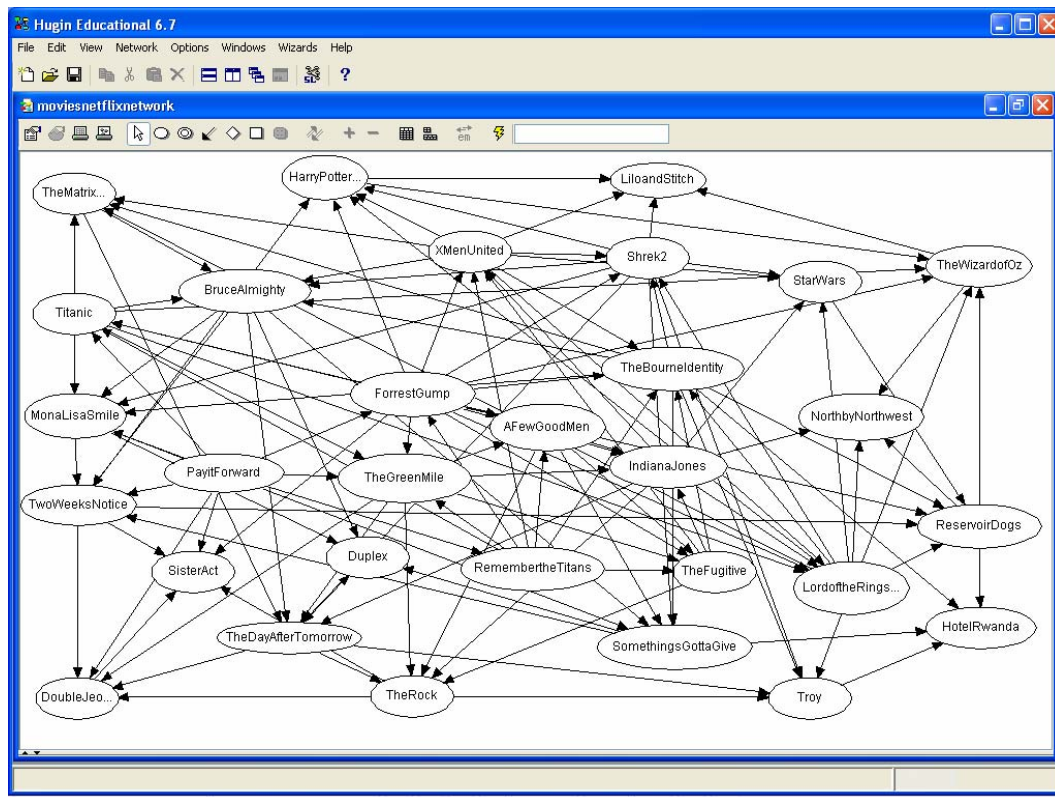 Hugin Educational 6.7
File Edit View Network Options Windows Wizards Help
moviesnetflixnetwork
HarryPotter...
LiloandStitch
TheMatrix...
XMenUnited
Shrek2
TheWizardofOz
BruceAlmighty
StarWars
Titanic
TheBourneIdentity
ForrestGump
MonaLisaSmile
NorthbyNorthwest
AFewGoodMen
PayitForward
TheGreenMile
IndianaJones
TwoWeeksNotice
ReservoirDogs
Duplex
SisterAct
RemembertheTitans
TheFugitive
LordoftheRings...
HotelRwanda
TheDayAfterTomorrow
SomethingsGottaGive
DoubleJeo...
TheRock
Troy